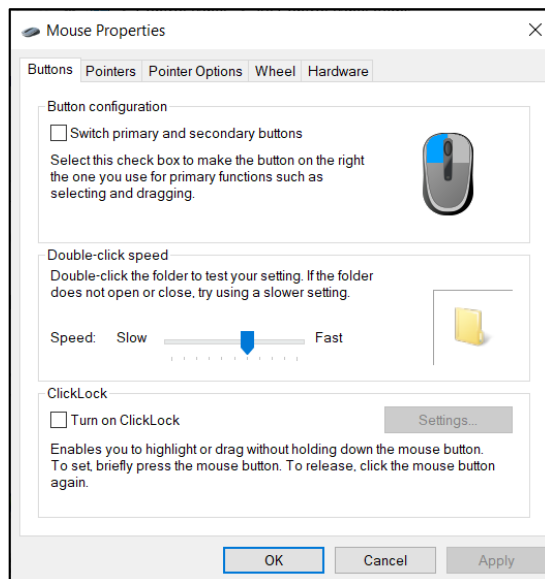 Mouse Properties
Buttons Pointers Pointer Options Wheel Hardware
Button configuration
Switch primary and secondary buttons
Select this check box to make the button on the right
the one you use for primary functions such as
selecting and dragging.
Double-click speed
Double-click the folder to test your setting. If the folder
does not open or close, try using a slower setting.
Speed: Slow Fast
ClickLock
Turn on ClickLock Settings...
Enables you to highlight or drag without holding down the mouse button.
To set, briefly press the mouse button. To release, click the mouse button
again.
OK Cancel Apply